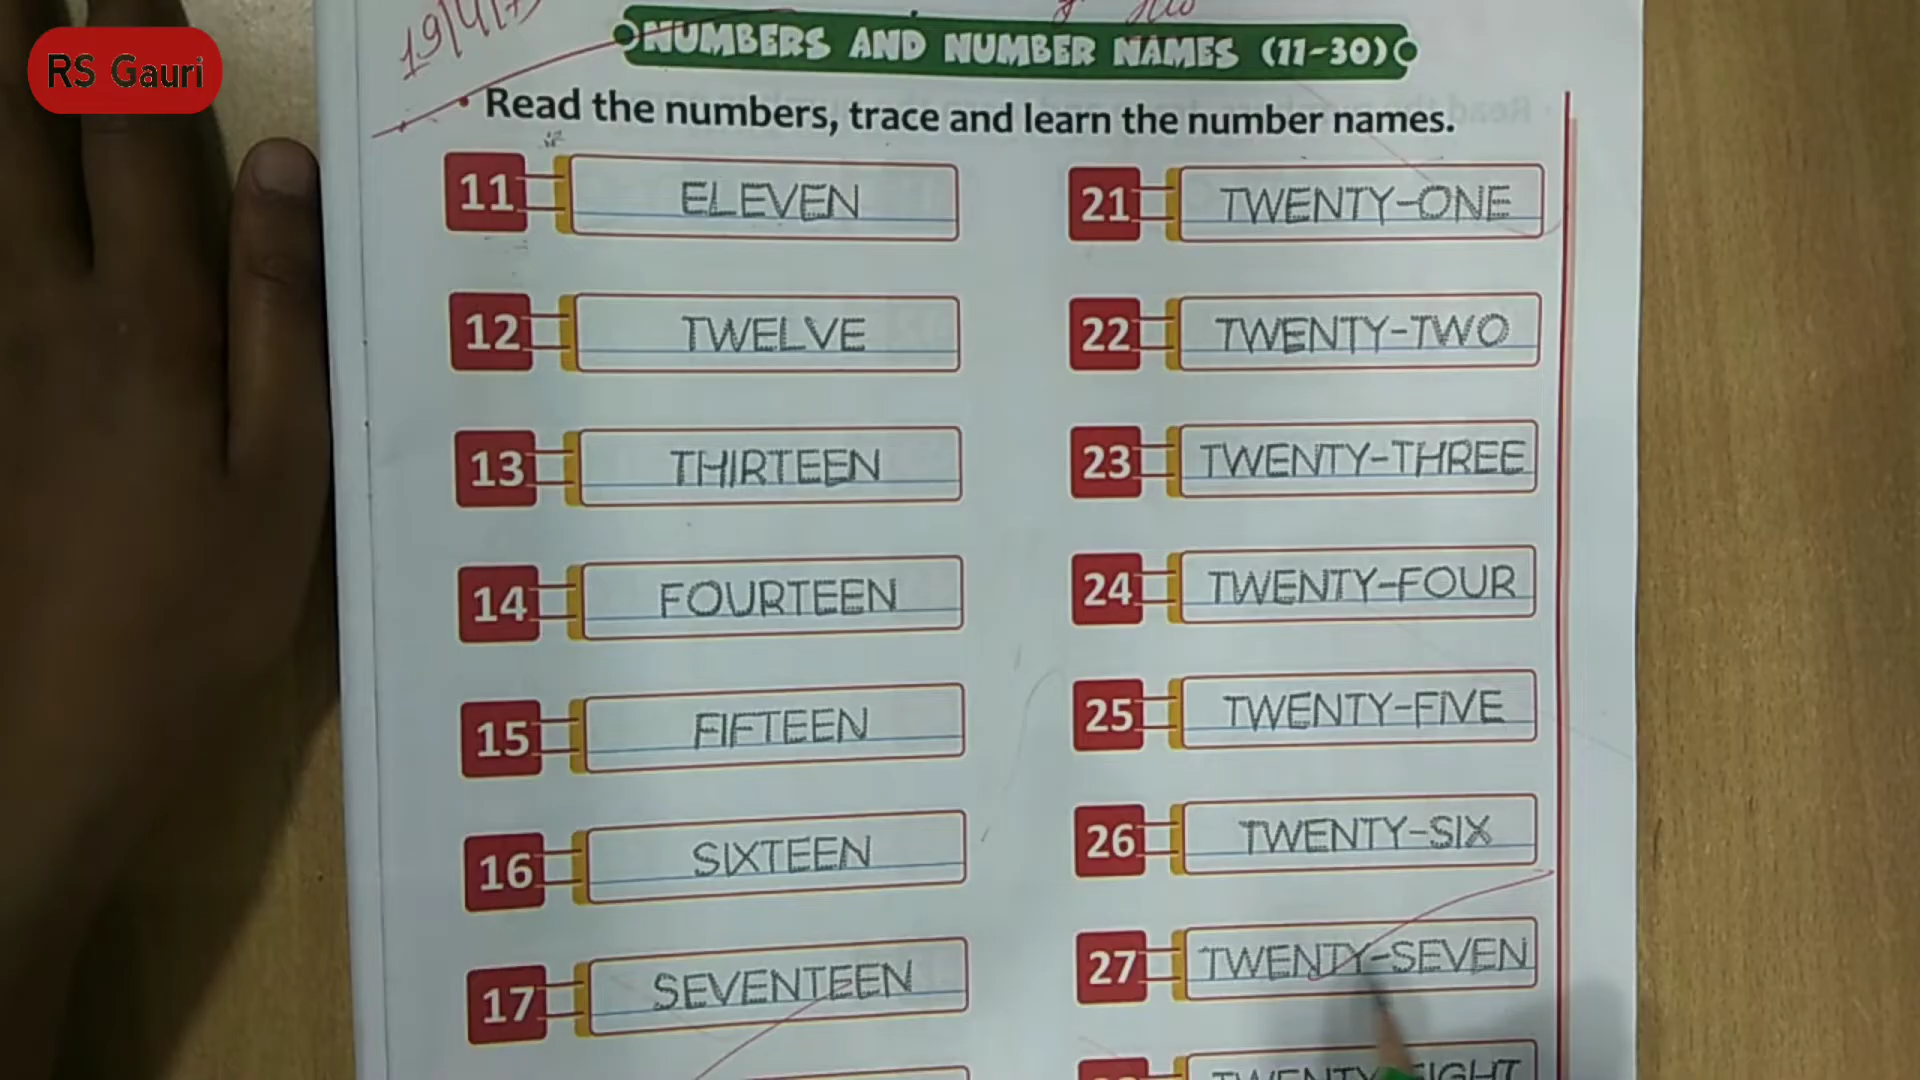 RS Gauri
NUMBERS AND NUMBER NAMES (11-30)
• Read the numbers, trace and learn the number names.
11 ELEVEN
12 TWELVE
13 THIRTEEN
14 FOURTEEN
15 FIFTEEN
16 SIXTEEN
17 SEVENTEEN
21 TWENTY-ONE
22 TWENTY-TWO
23 TWENTY-THREE
24 TWENTY-FOUR
25 TWENTY-FIVE
26 TWENTY-SIX
27 TWENTY-SEVEN